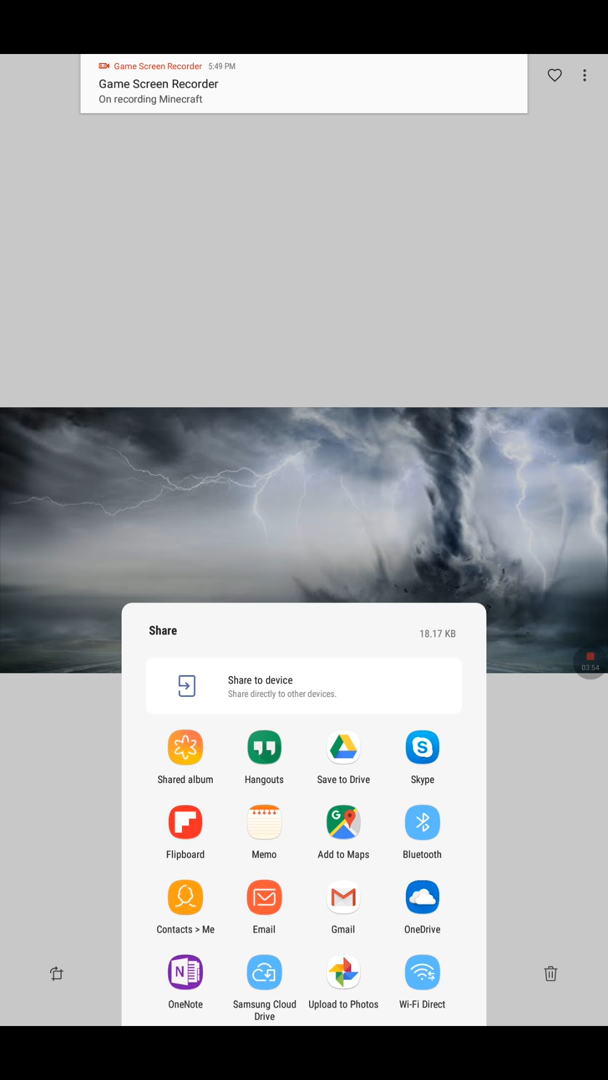 Game Screen Recorder 5:49 PM
Game Screen Recorder
On recording Minecraft
03:54
Share 18.17 KB
Share to device
Share directly to other devices.
Shared album Hangouts Save to Drive Skype
Flipboard Memo Add to Maps Bluetooth
Contacts > Me Email Gmail OneDrive
OneNote Samsung Cloud Drive Upload to Photos Wi-Fi Direct